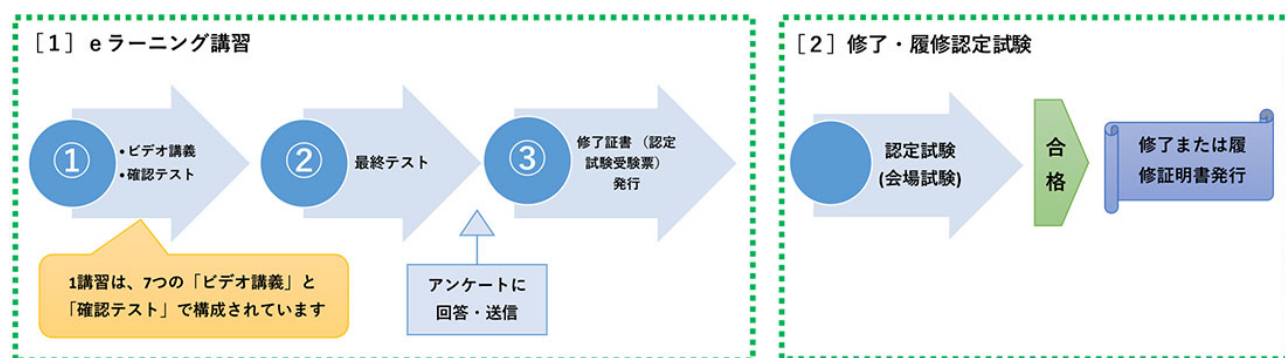 ［1］eラーニング講習
①
•ビデオ講義
•確認テスト
②
最終テスト
③
修了証書（認定
試験受験票）
発行
1講習は、7つの「ビデオ講義」と
「確認テスト」で構成されています
アンケートに
回答・送信
［2］修了・履修認定試験
認定試験
(会場試験)
合
格
修了または履
修証明書発行